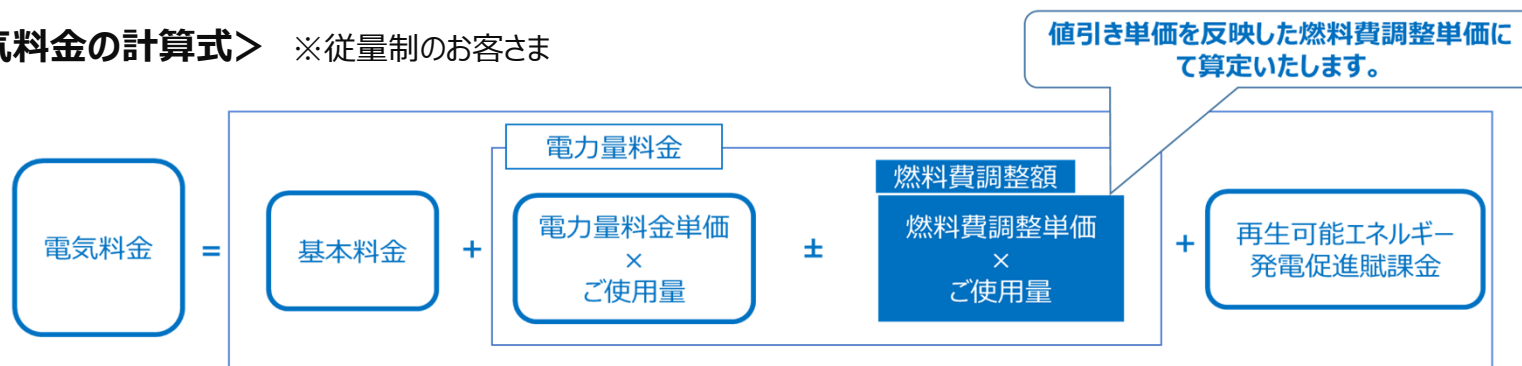 気料金の計算式＞ ※従量制のお客さま
値引き単価を反映した燃料費調整単価に
て算定いたします。
電力量料金
燃料費調整額
電気料金
=
基本料金
+
電力量料金単価
×
ご使用量
±
燃料費調整単価
×
ご使用量
+
再生可能エネルギー
発電促進賦課金